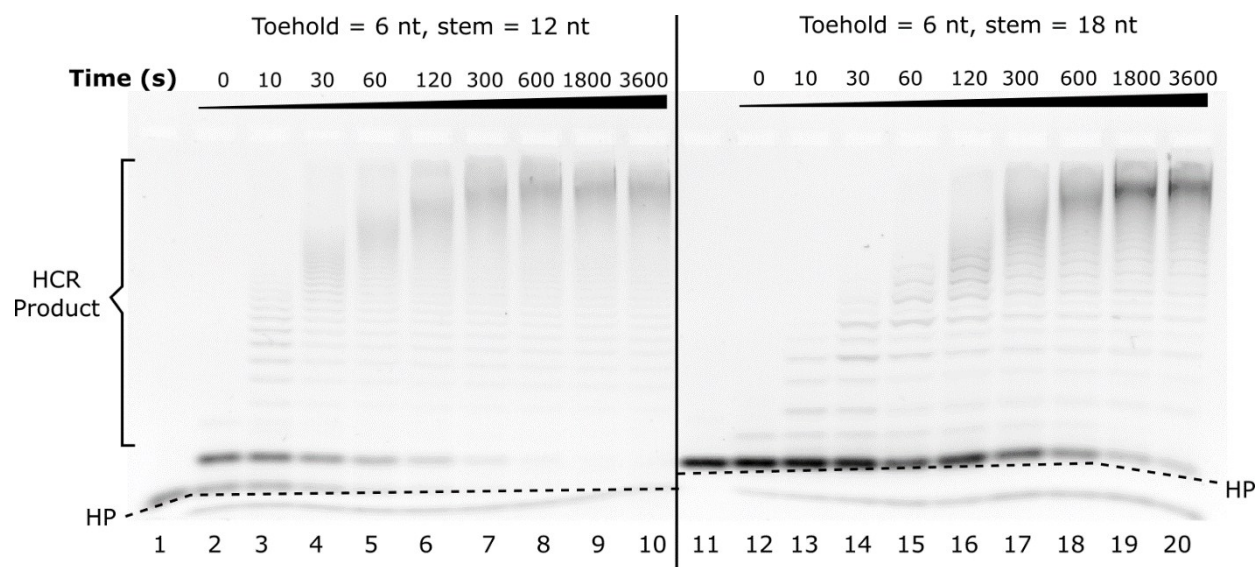 Toehold = 6 nt, stem = 12 nt
Toehold = 6 nt, stem = 18 nt
Time (s) 0 10 30 60 120 300 600 1800 3600
0 10 30 60 120 300 600 1800 3600
HCR
Product
HP
HP
1 2 3 4 5 6 7 8 9 10
11 12 13 14 15 16 17 18 19 20